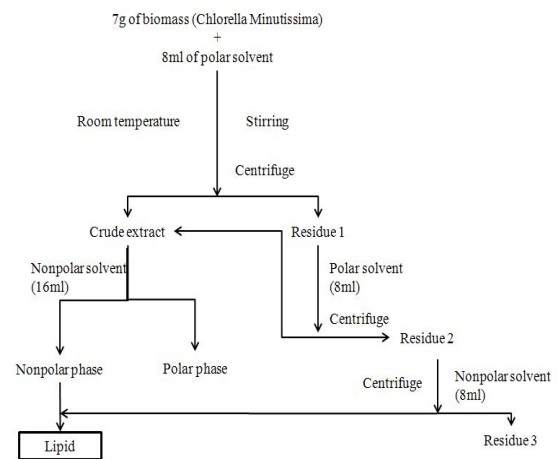 7g of biomass (Chlorella Minutissima)
+
8ml of polar solvent
Room temperature
Stirring
Centrifuge
Crude extract
Residue 1
Nonpolar solvent
(16ml)
Polar solvent
(8ml)
Centrifuge
Residue 2
Nonpolar phase
Polar phase
Centrifuge
Nonpolar solvent
(8ml)
Lipid
Residue 3